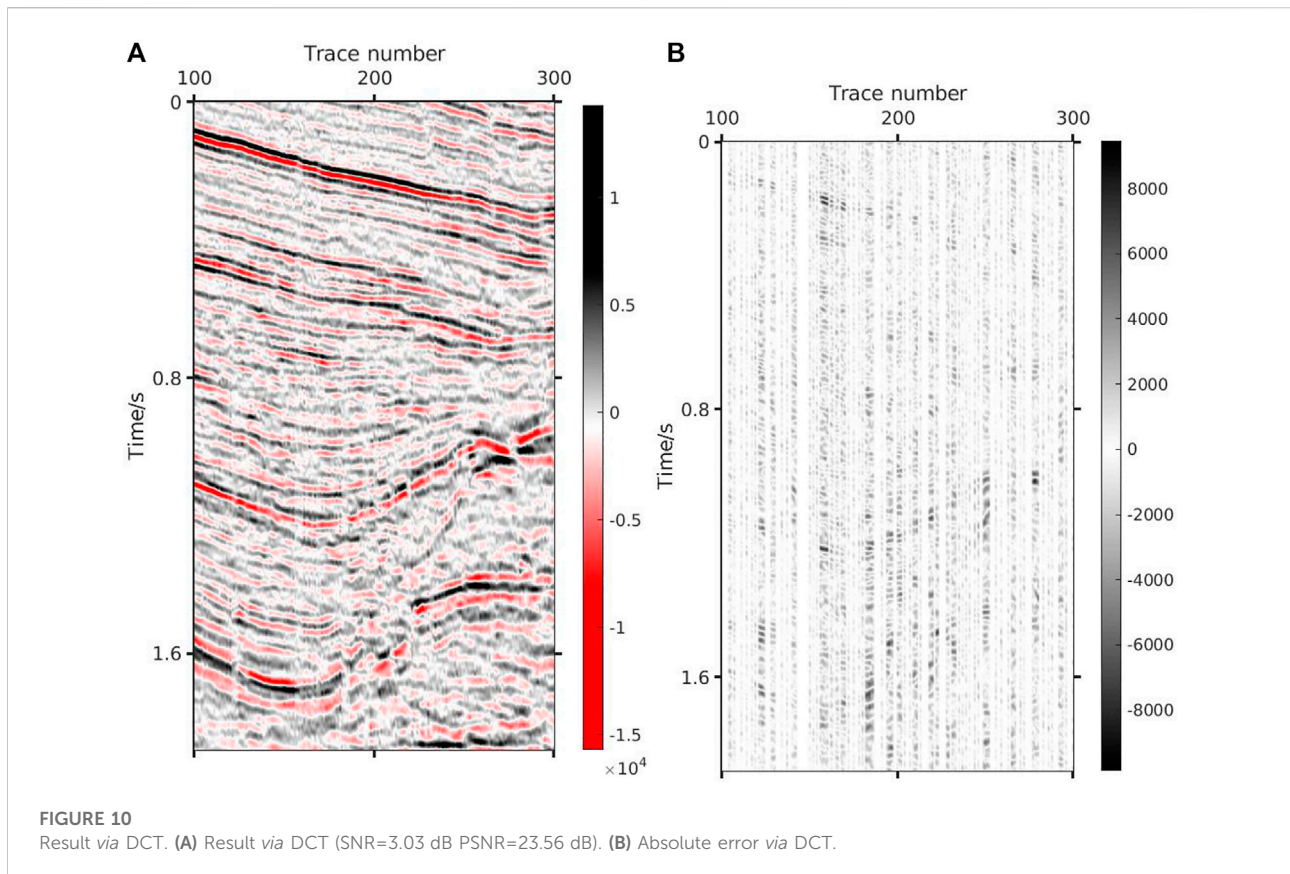 A
Trace number
100 200 300
0
0.8
1.6
Time/s
1
0.5
0
-0.5
-1
-1.5
×10⁴
B
Trace number
100 200 300
0
0.8
1.6
Time/s
8000
6000
4000
2000
0
-2000
-4000
-6000
-8000
FIGURE 10
Result via DCT. (A) Result via DCT (SNR=3.03 dB PSNR=23.56 dB). (B) Absolute error via DCT.